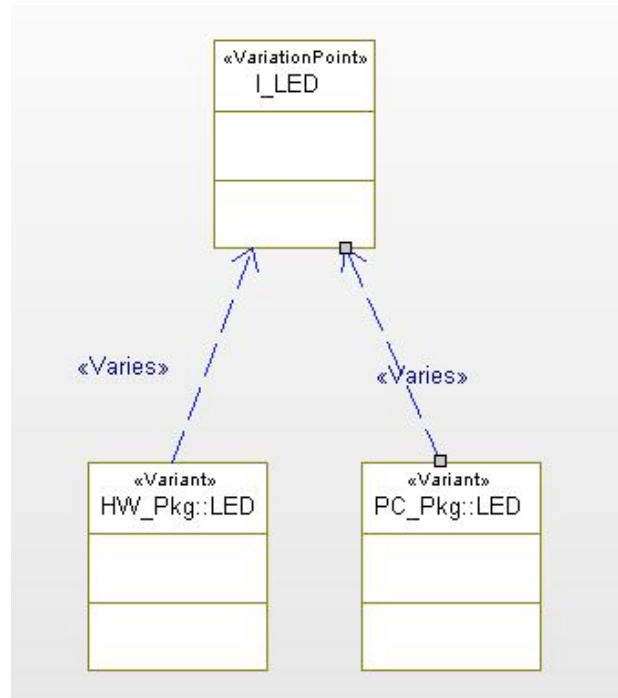 «VariationPoint»
I_LED
«Varies»
«Varies»
«Variant»
HW_Pkg::LED
«Variant»
PC_Pkg::LED